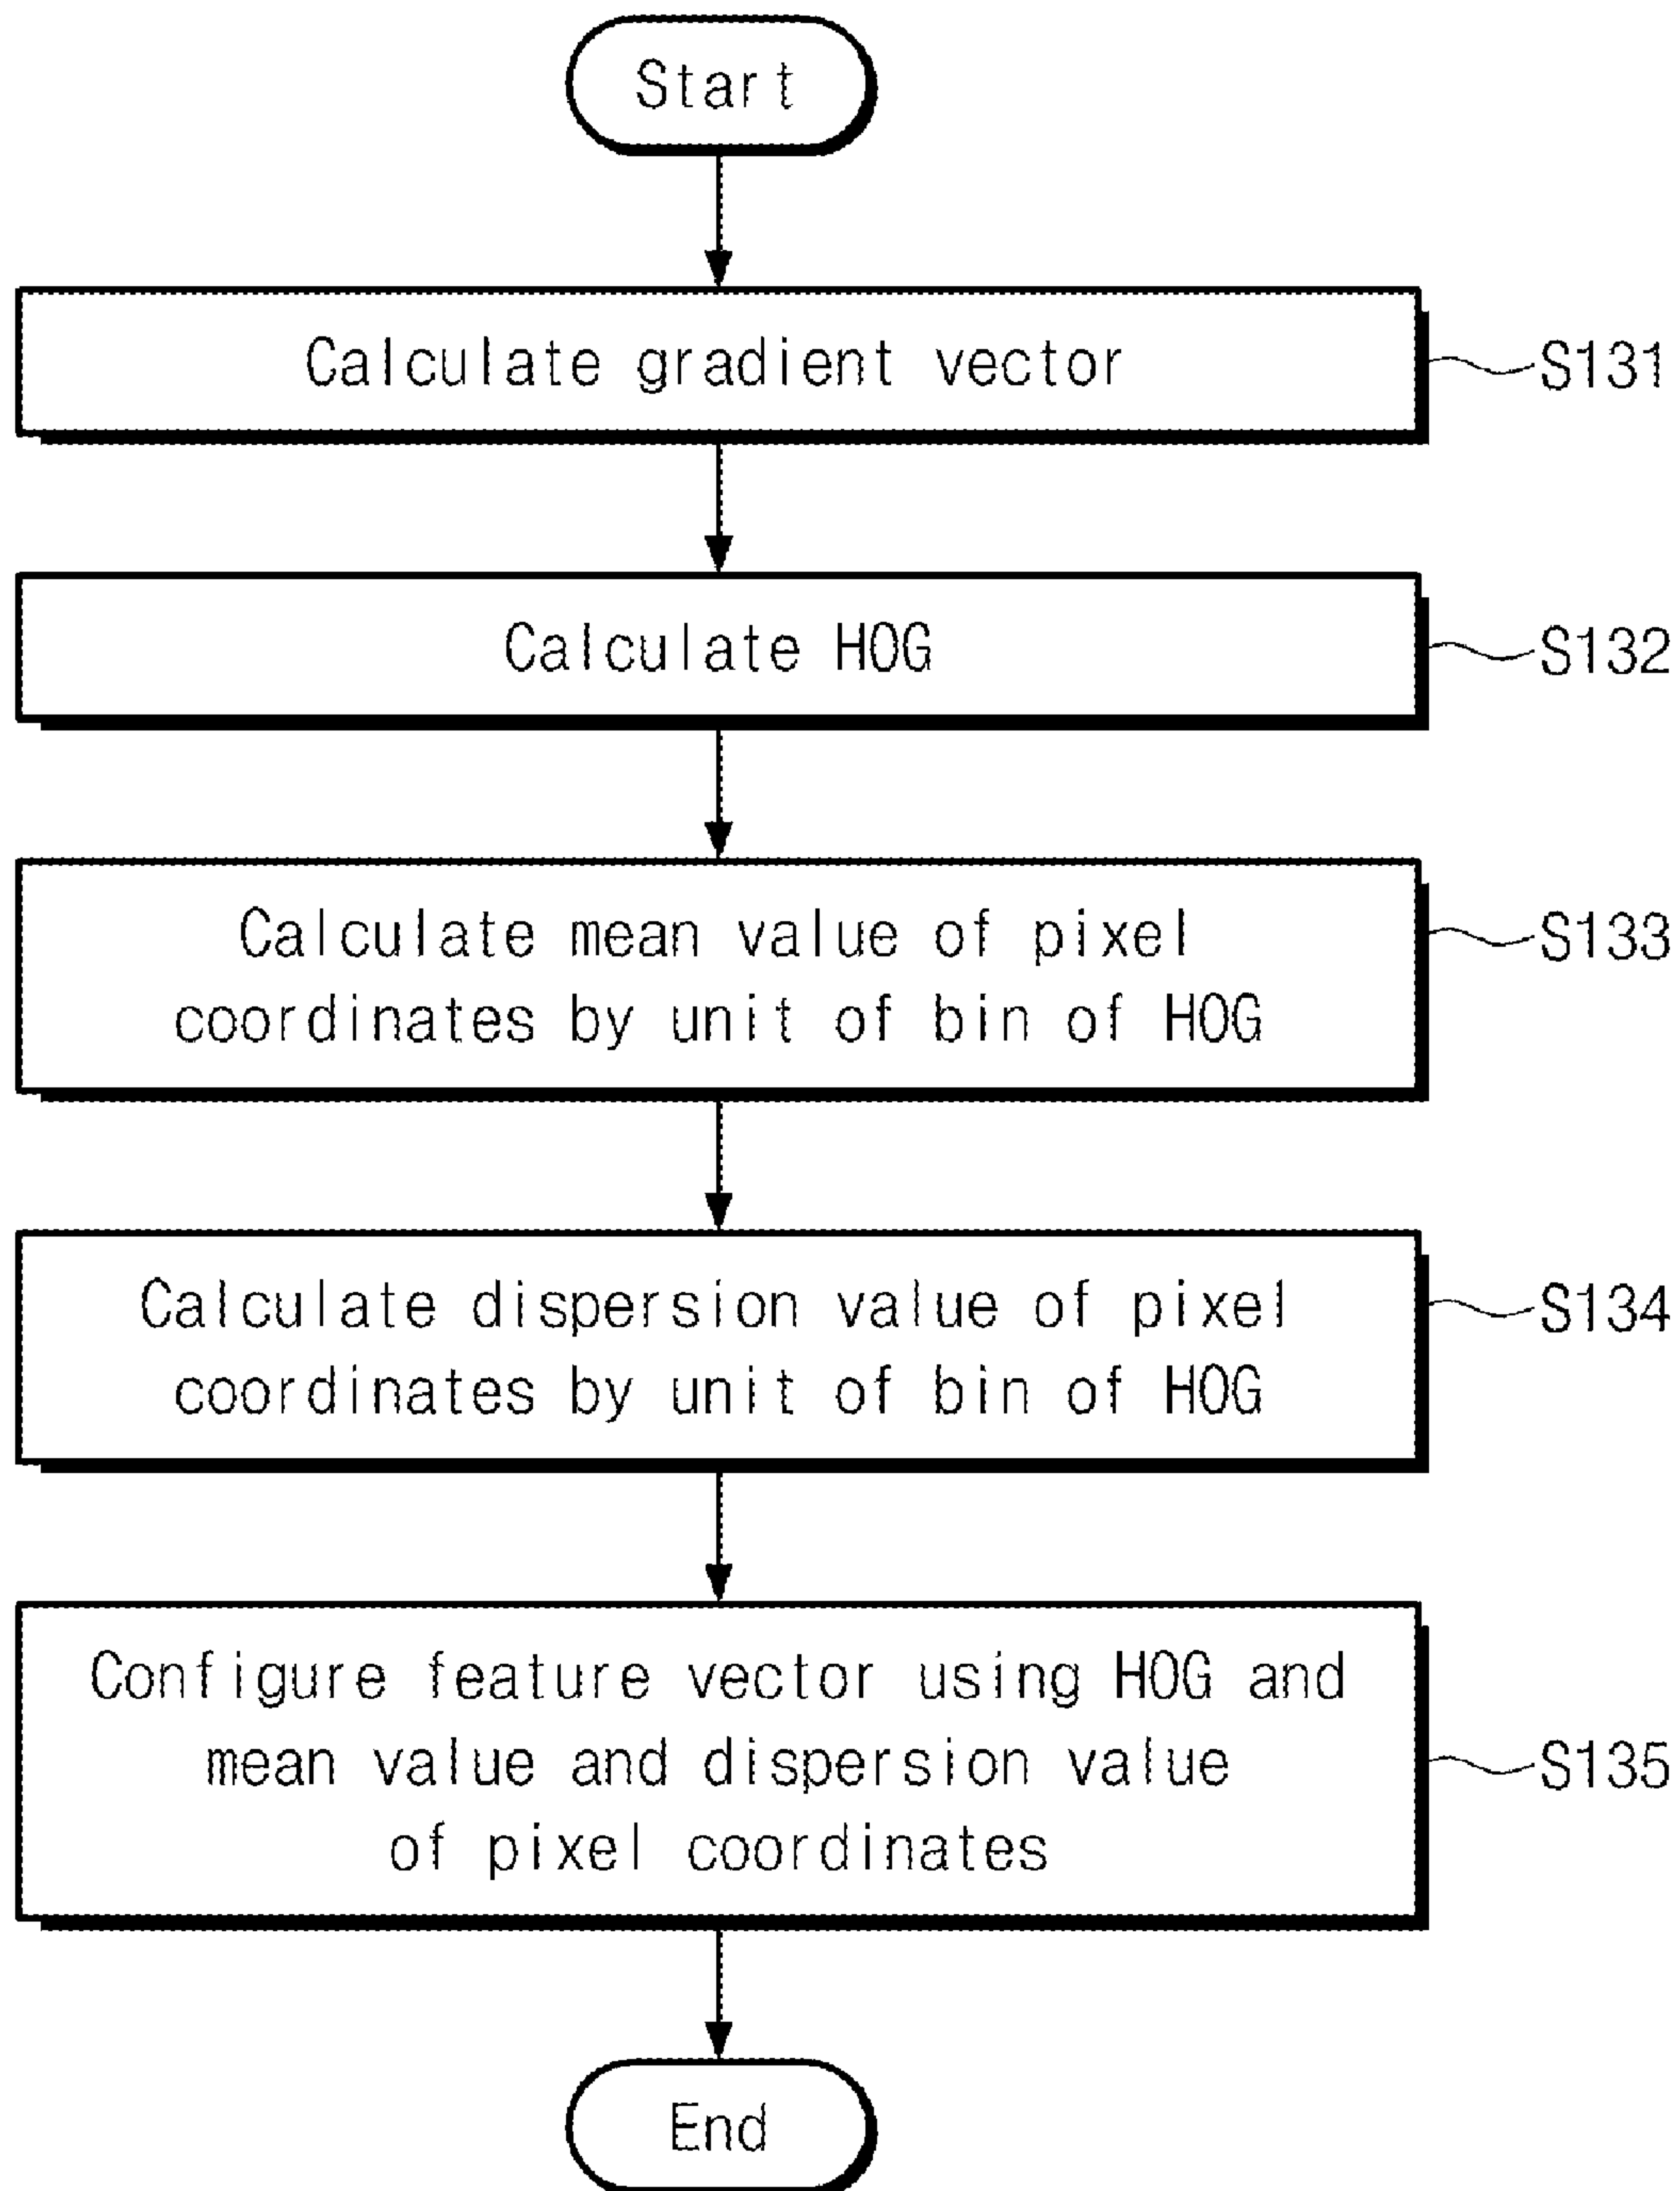 Start
Calculate gradient vector
S131
Calculate HOG
S132
Calculate mean value of pixel
coordinates by unit of bin of HOG
S133
Calculate dispersion value of pixel
coordinates by unit of bin of HOG
S134
Configure feature vector using HOG and
mean value and dispersion value
of pixel coordinates
S135
End